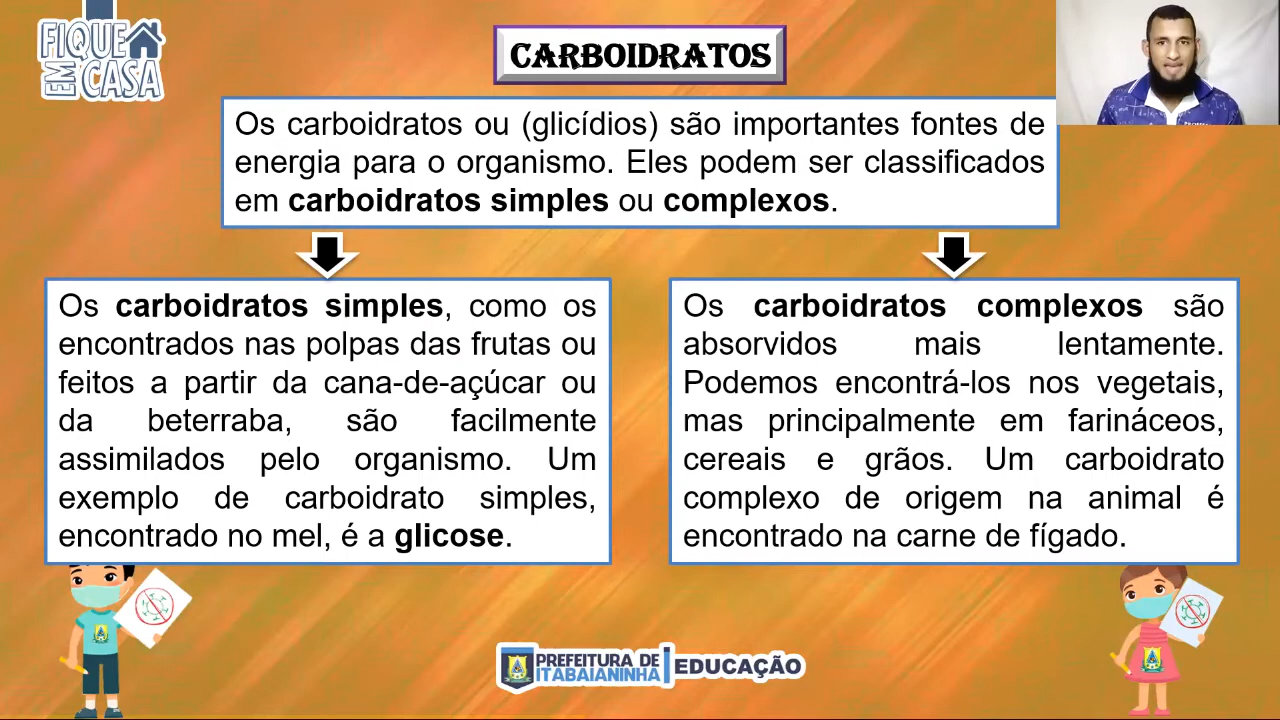 FIQUE
EM
CASA
CARBOIDRATOS
Os carboidratos ou (glicídios) são importantes fontes de
energia para o organismo. Eles podem ser classificados
em carboidratos simples ou complexos.
Os carboidratos simples, como os
encontrados nas polpas das frutas ou
feitos a partir da cana-de-açúcar ou
da beterraba, são facilmente
assimilados pelo organismo. Um
exemplo de carboidrato simples,
encontrado no mel, é a glicose.
Os carboidratos complexos são
absorvidos mais lentamente.
Podemos encontrá-los nos vegetais,
mas principalmente em farináceos,
cereais e grãos. Um carboidrato
complexo de origem na animal é
encontrado na carne de fígado.
PREFEITURA DE
ITABAIANINHA
EDUCAÇÃO